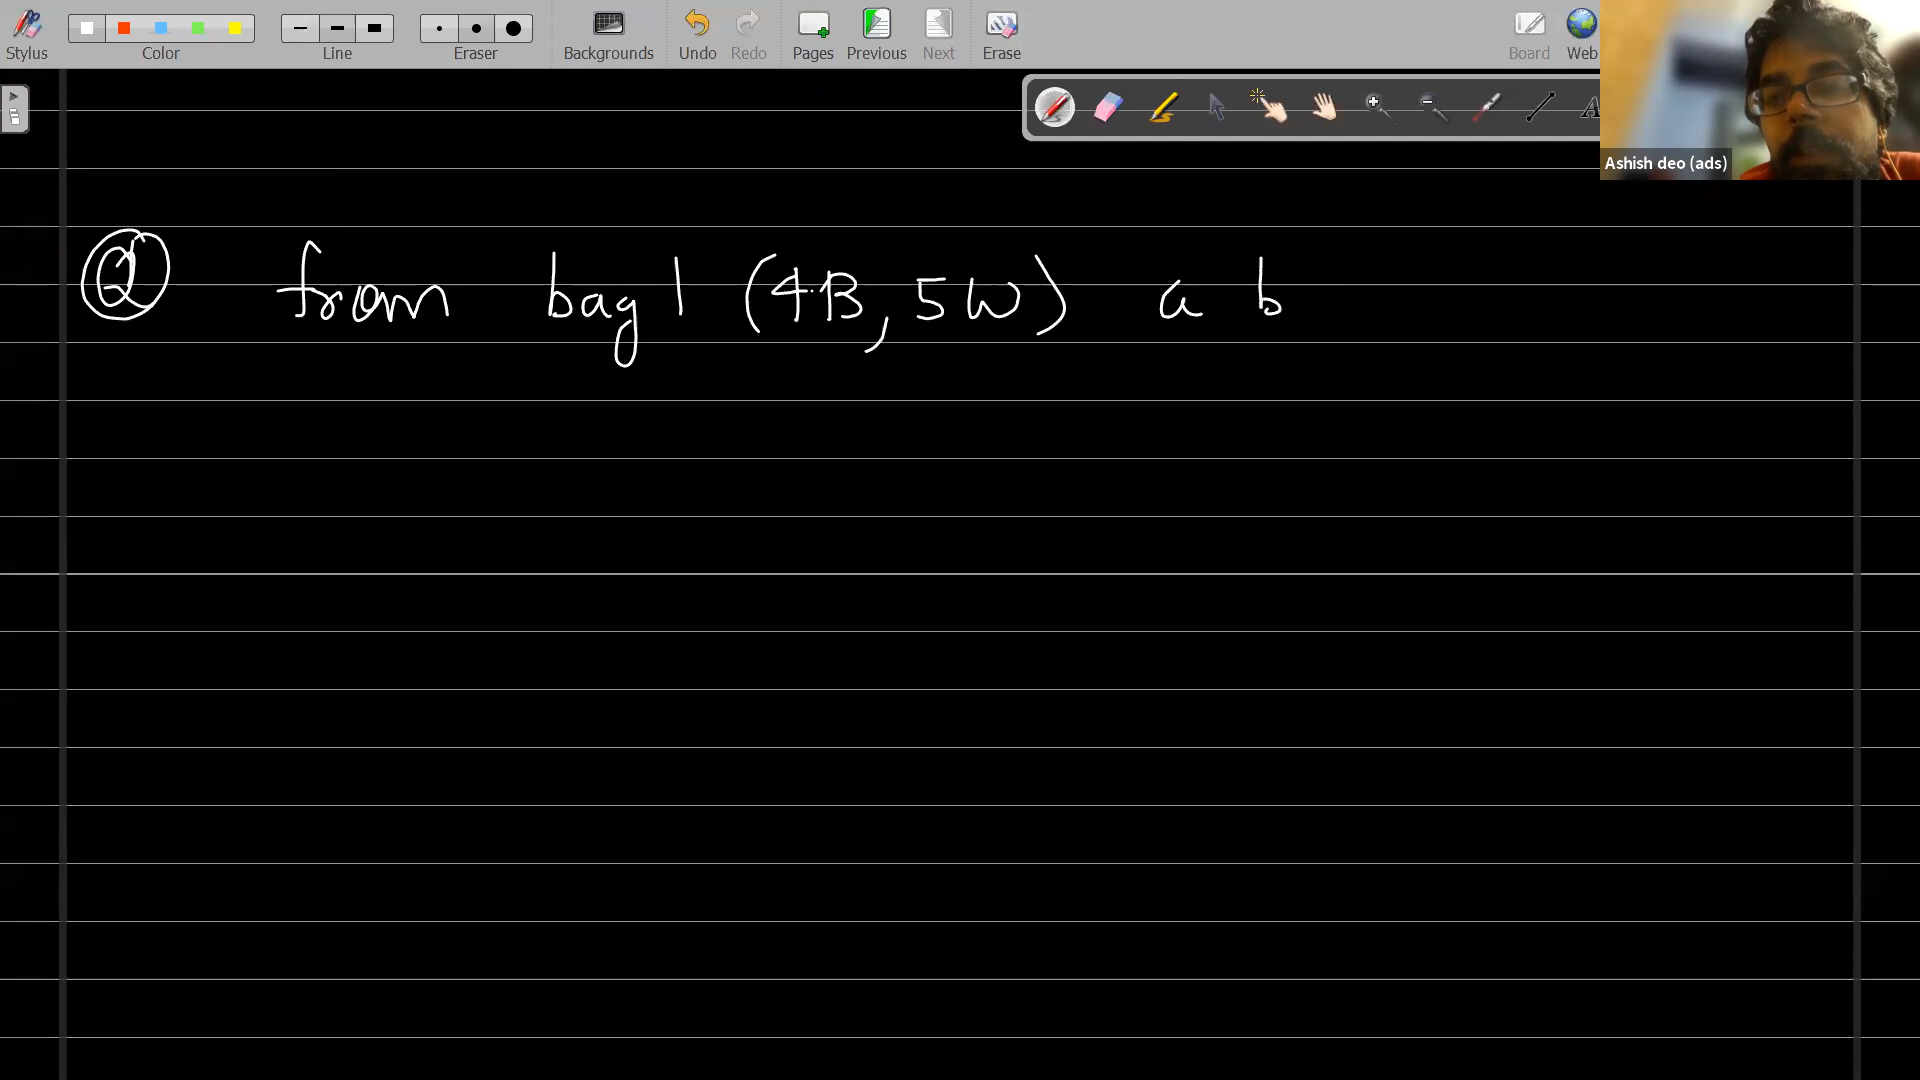 Stylus Color Line Eraser Backgrounds Undo Redo Pages Previous Next Erase Board Web
A
Ashish deo (ads)
Q from bag 1 (4B, 5W) a b